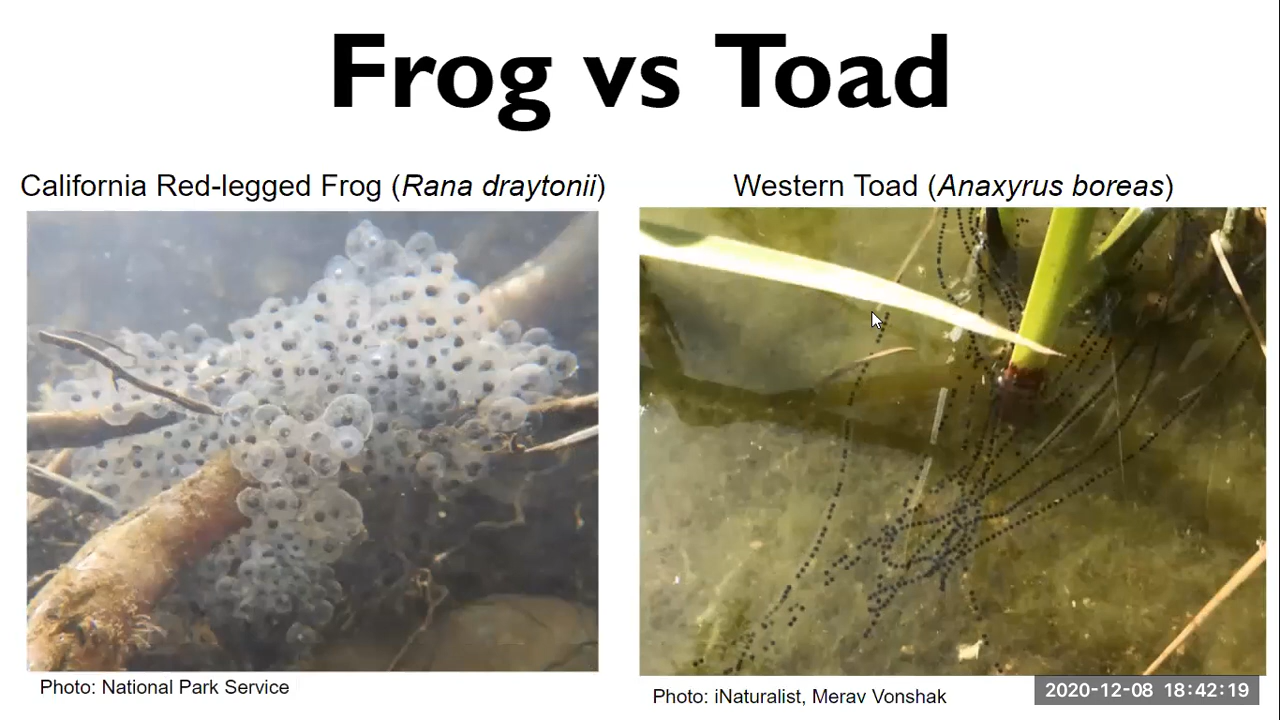 Frog vs Toad
California Red-legged Frog (Rana draytonii)
Western Toad (Anaxyrus boreas)
Photo: National Park Service
Photo: iNaturalist, Merav Vonshak
2020-12-08 18:42:19